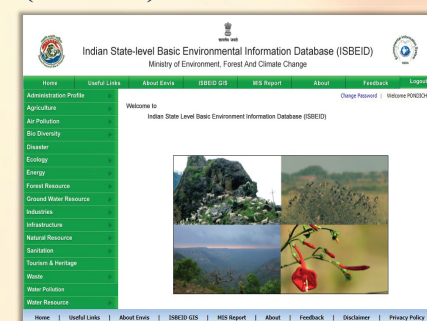 Indian State-level Basic Environmental Information Database (ISBEID)
Ministry of Environment, Forest And Climate Change
Home Useful Links About Envis ISBEID GIS MIS Report About Feedback Logout
Change Password | Welcome PONDICH
Administration Profile
Agriculture
Air Pollution
Bio Diversity
Disaster
Ecology
Energy
Forest Resource
Ground Water Resource
Industries
Infrastructure
Natural Resource
Sanitation
Tourism & Heritage
Waste
Water Pollution
Water Resource
Welcome to
Indian State Level Basic Environment Information Database (ISBEID)
Home | Useful Links | About Envis | ISBEID GIS | MIS Report | About | Feedback | Disclaimer | Privacy Policy